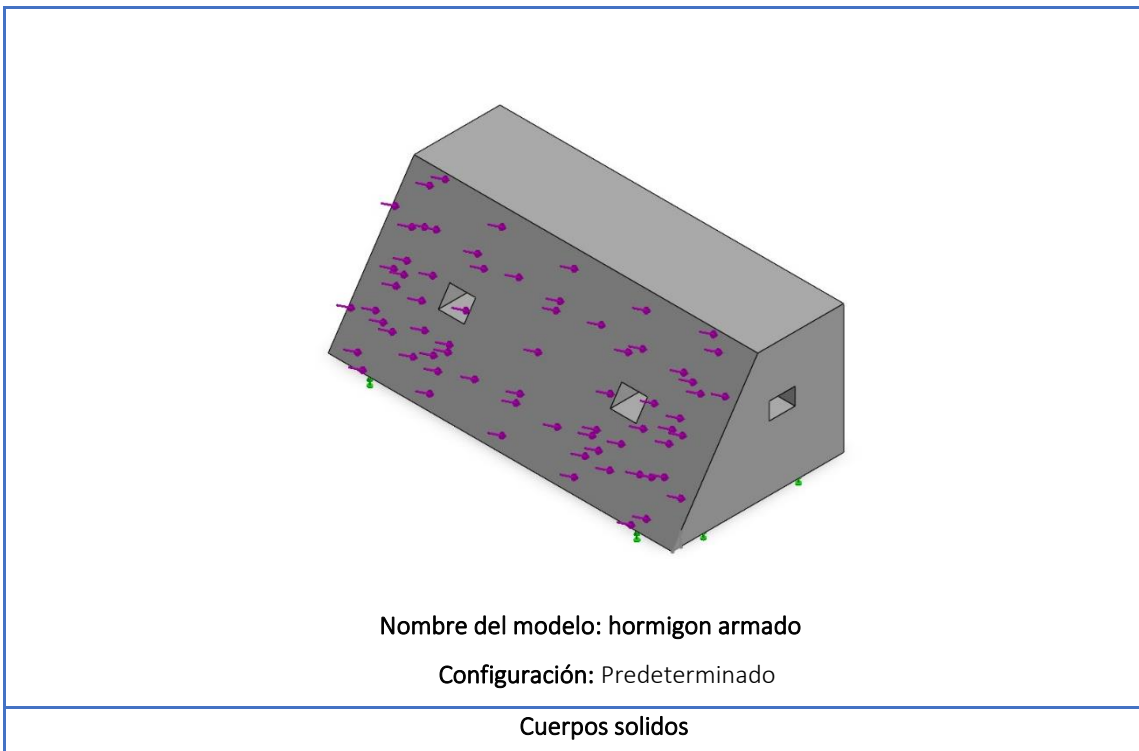 Nombre del modelo: hormigon armado
Configuración: Predeterminado
Cuerpos solidos